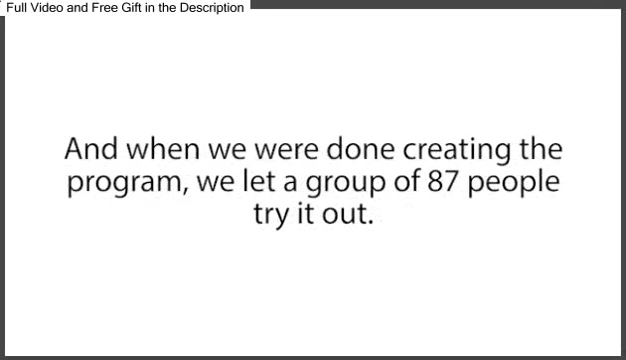 Full Video and Free Gift in the Description
And when we were done creating the
program, we let a group of 87 people
try it out.